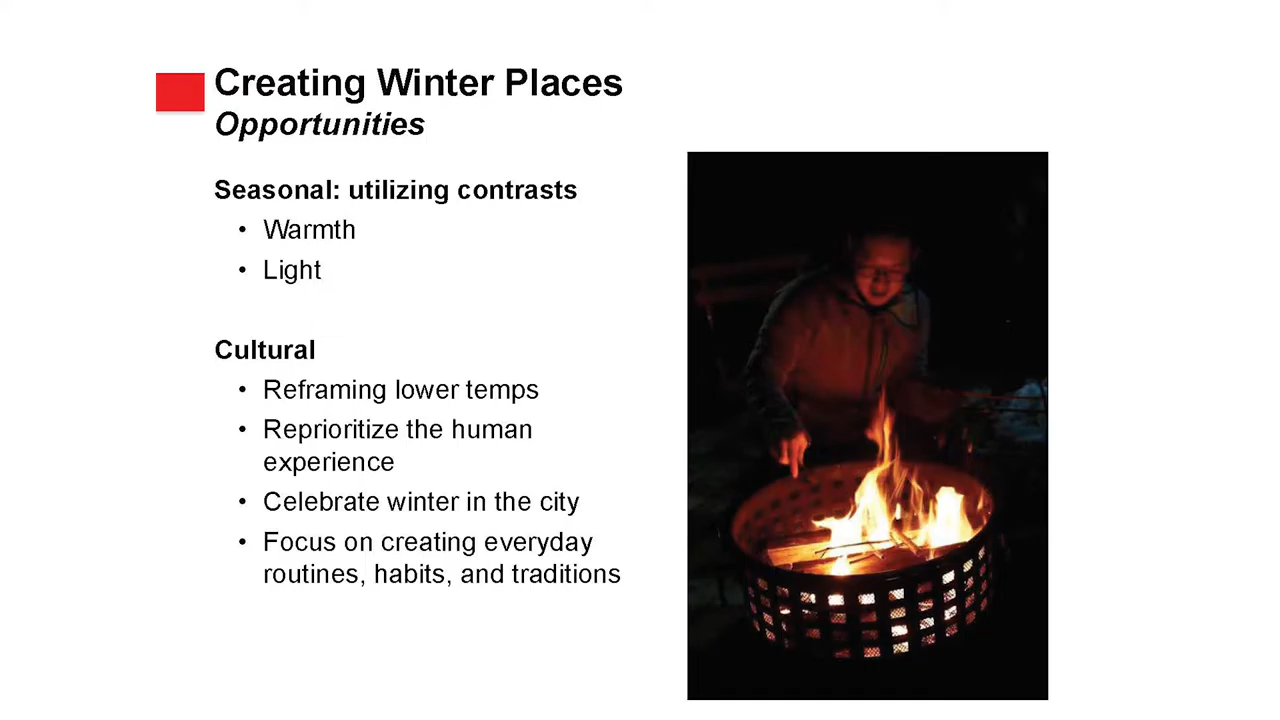 Creating Winter Places
Opportunities
Seasonal: utilizing contrasts
• Warmth
• Light
Cultural
• Reframing lower temps
• Reprioritize the human
experience
• Celebrate winter in the city
• Focus on creating everyday
routines, habits, and traditions